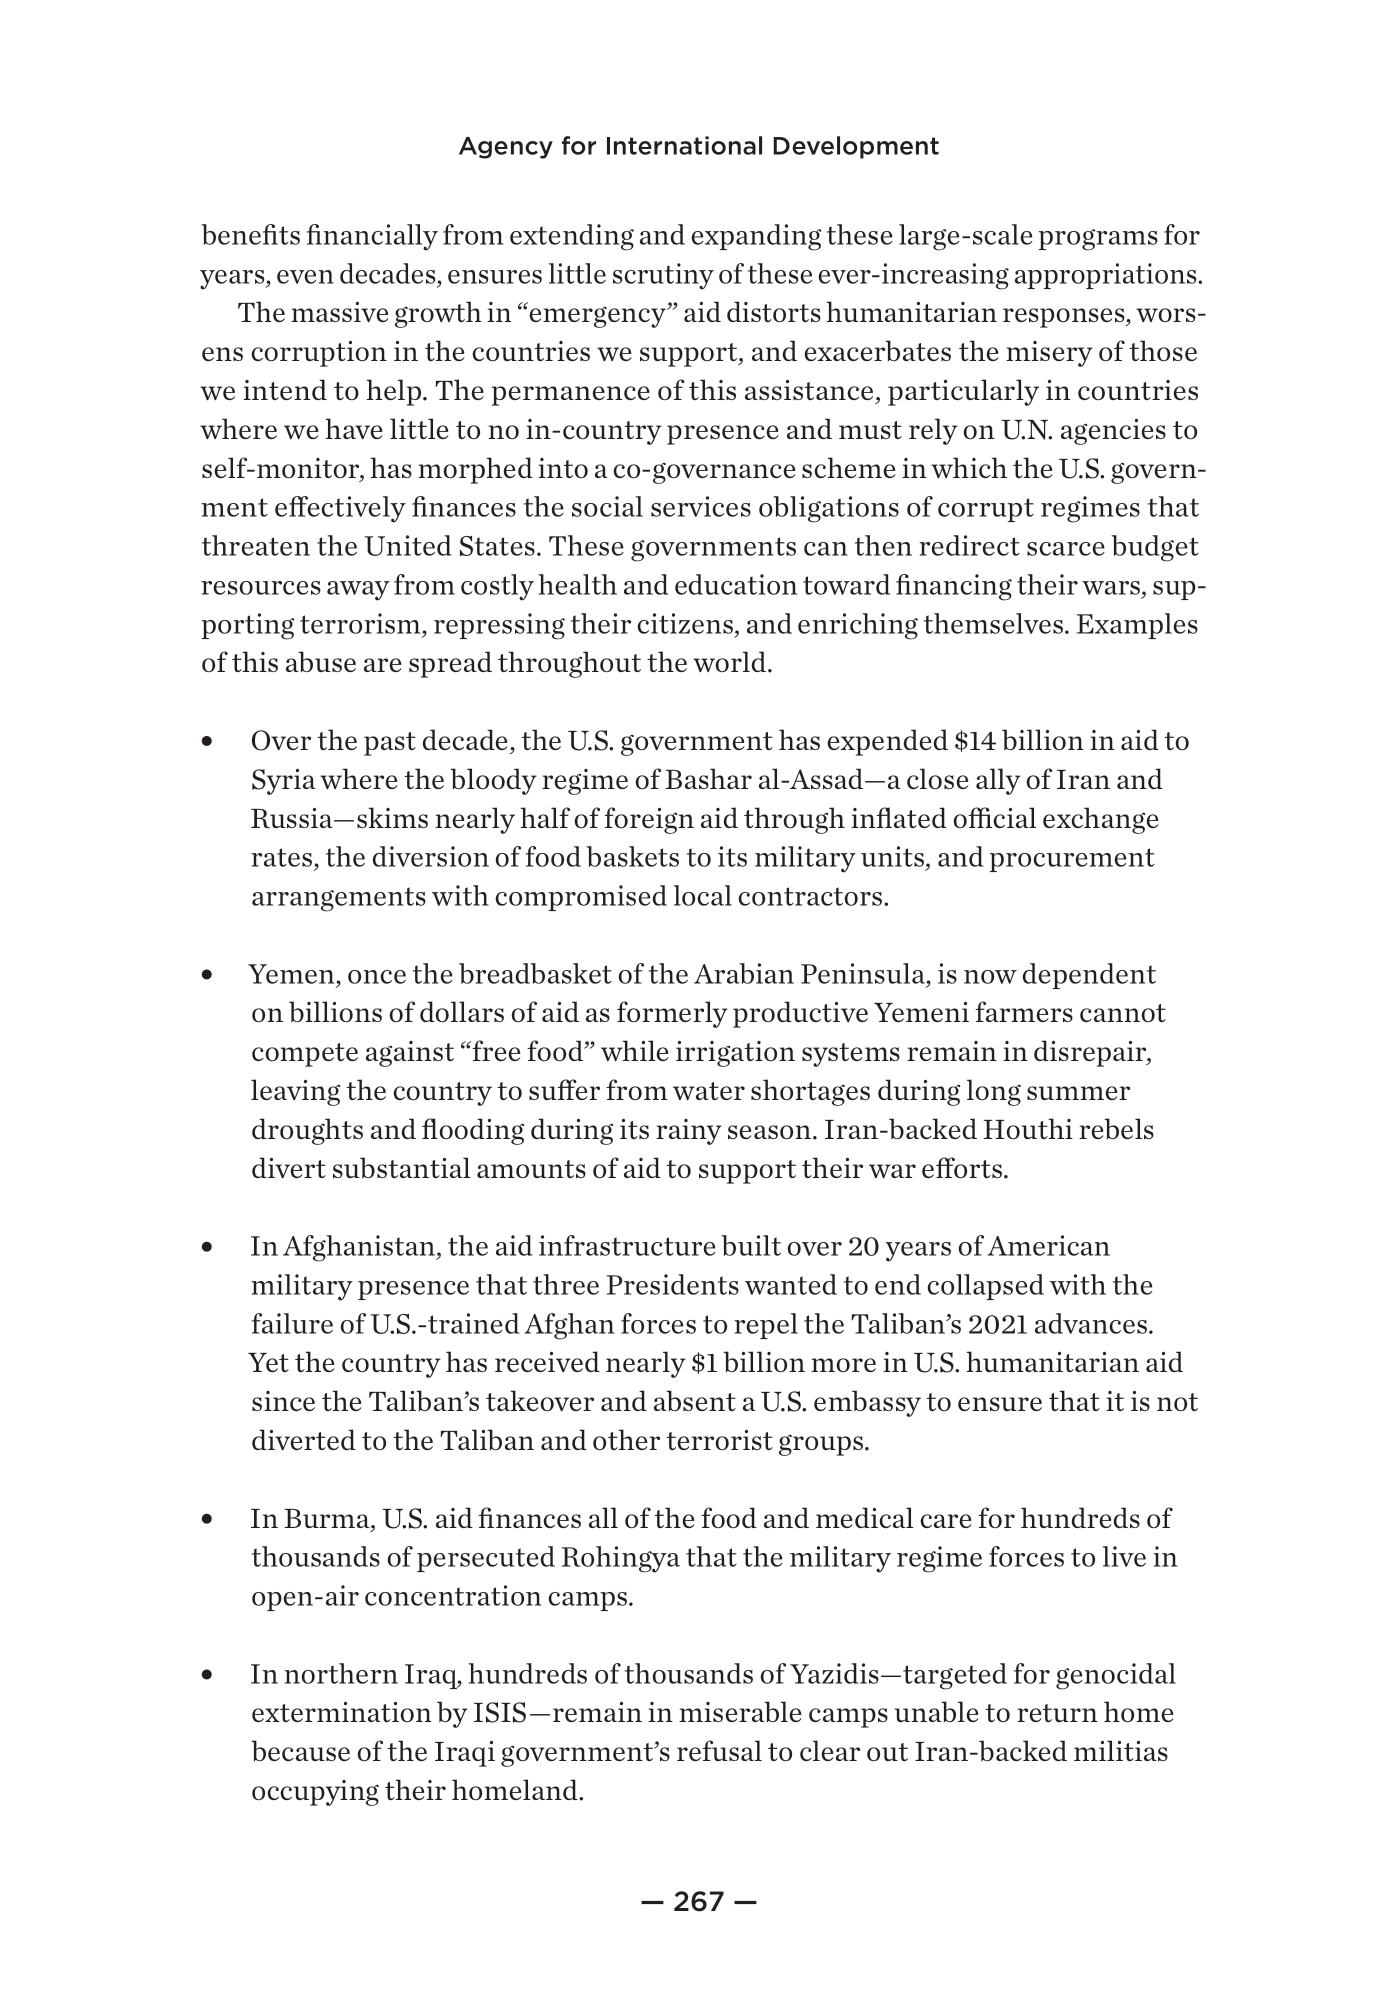 Agency for International Development
benefits financially from extending and expanding these large-scale programs for
years, even decades, ensures little scrutiny of these ever-increasing appropriations.
The massive growth in “emergency” aid distorts humanitarian responses, wors-
ens corruption in the countries we support, and exacerbates the misery of those
we intend to help. The permanence of this assistance, particularly in countries
where we have little to no in-country presence and must rely on U.N. agencies to
self-monitor, has morphed into a co-governance scheme in which the U.S. govern-
ment effectively finances the social services obligations of corrupt regimes that
threaten the United States. These governments can then redirect scarce budget
resources away from costly health and education toward financing their wars, sup-
porting terrorism, repressing their citizens, and enriching themselves. Examples
of this abuse are spread throughout the world.
• Over the past decade, the U.S. government has expended $14 billion in aid to
Syria where the bloody regime of Bashar al-Assad—a close ally of Iran and
Russia—skims nearly half of foreign aid through inflated official exchange
rates, the diversion of food baskets to its military units, and procurement
arrangements with compromised local contractors.
• Yemen, once the breadbasket of the Arabian Peninsula, is now dependent
on billions of dollars of aid as formerly productive Yemeni farmers cannot
compete against “free food” while irrigation systems remain in disrepair,
leaving the country to suffer from water shortages during long summer
droughts and flooding during its rainy season. Iran-backed Houthi rebels
divert substantial amounts of aid to support their war efforts.
• In Afghanistan, the aid infrastructure built over 20 years of American
military presence that three Presidents wanted to end collapsed with the
failure of U.S.-trained Afghan forces to repel the Taliban’s 2021 advances.
Yet the country has received nearly $1 billion more in U.S. humanitarian aid
since the Taliban’s takeover and absent a U.S. embassy to ensure that it is not
diverted to the Taliban and other terrorist groups.
• In Burma, U.S. aid finances all of the food and medical care for hundreds of
thousands of persecuted Rohingya that the military regime forces to live in
open-air concentration camps.
• In northern Iraq, hundreds of thousands of Yazidis—targeted for genocidal
extermination by ISIS—remain in miserable camps unable to return home
because of the Iraqi government’s refusal to clear out Iran-backed militias
occupying their homeland.
— 267 —